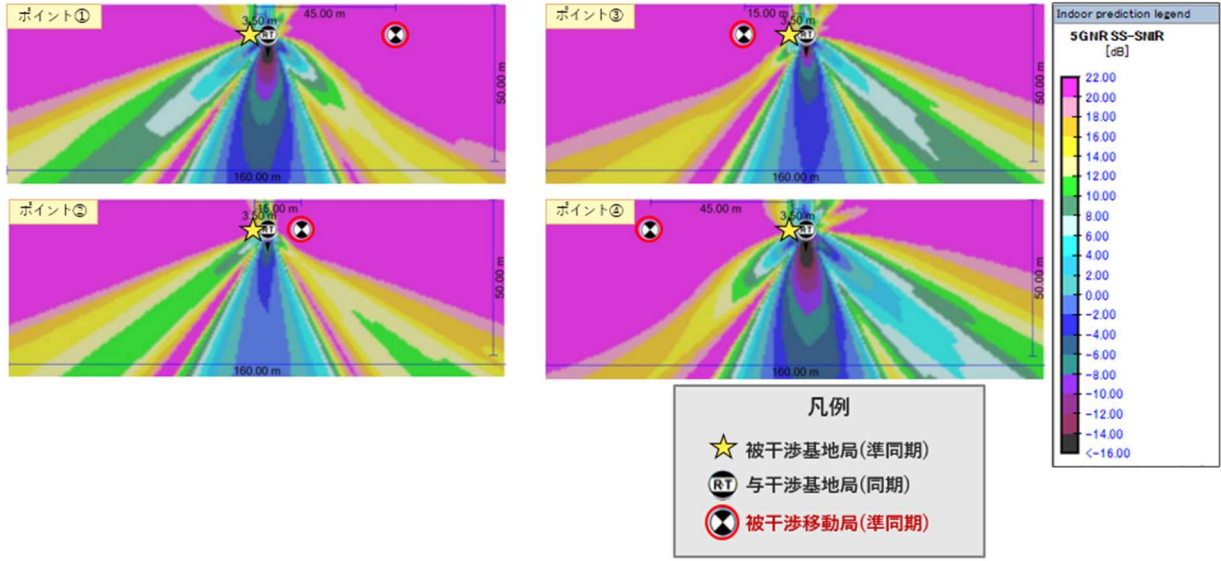 ポイント①
45.00 m
3.50 m
R·T
50.00 m
160.00 m
ポイント③
15.00 m
3.50 m
R·T
50.00 m
160.00 m
ポイント②
15.00 m
3.50 m
R·T
50.00 m
160.00 m
ポイント④
45.00 m
3.50 m
R·T
50.00 m
160.00 m
Indoor prediction legend
5GNR SS-SNIR
[dB]
22.00
20.00
18.00
16.00
14.00
12.00
10.00
8.00
6.00
4.00
2.00
0.00
-2.00
-4.00
-6.00
-8.00
-10.00
-12.00
-14.00
<-16.00
凡例
被干渉基地局(準同期)
R·T
与干渉基地局(同期)
被干渉移動局(準同期)